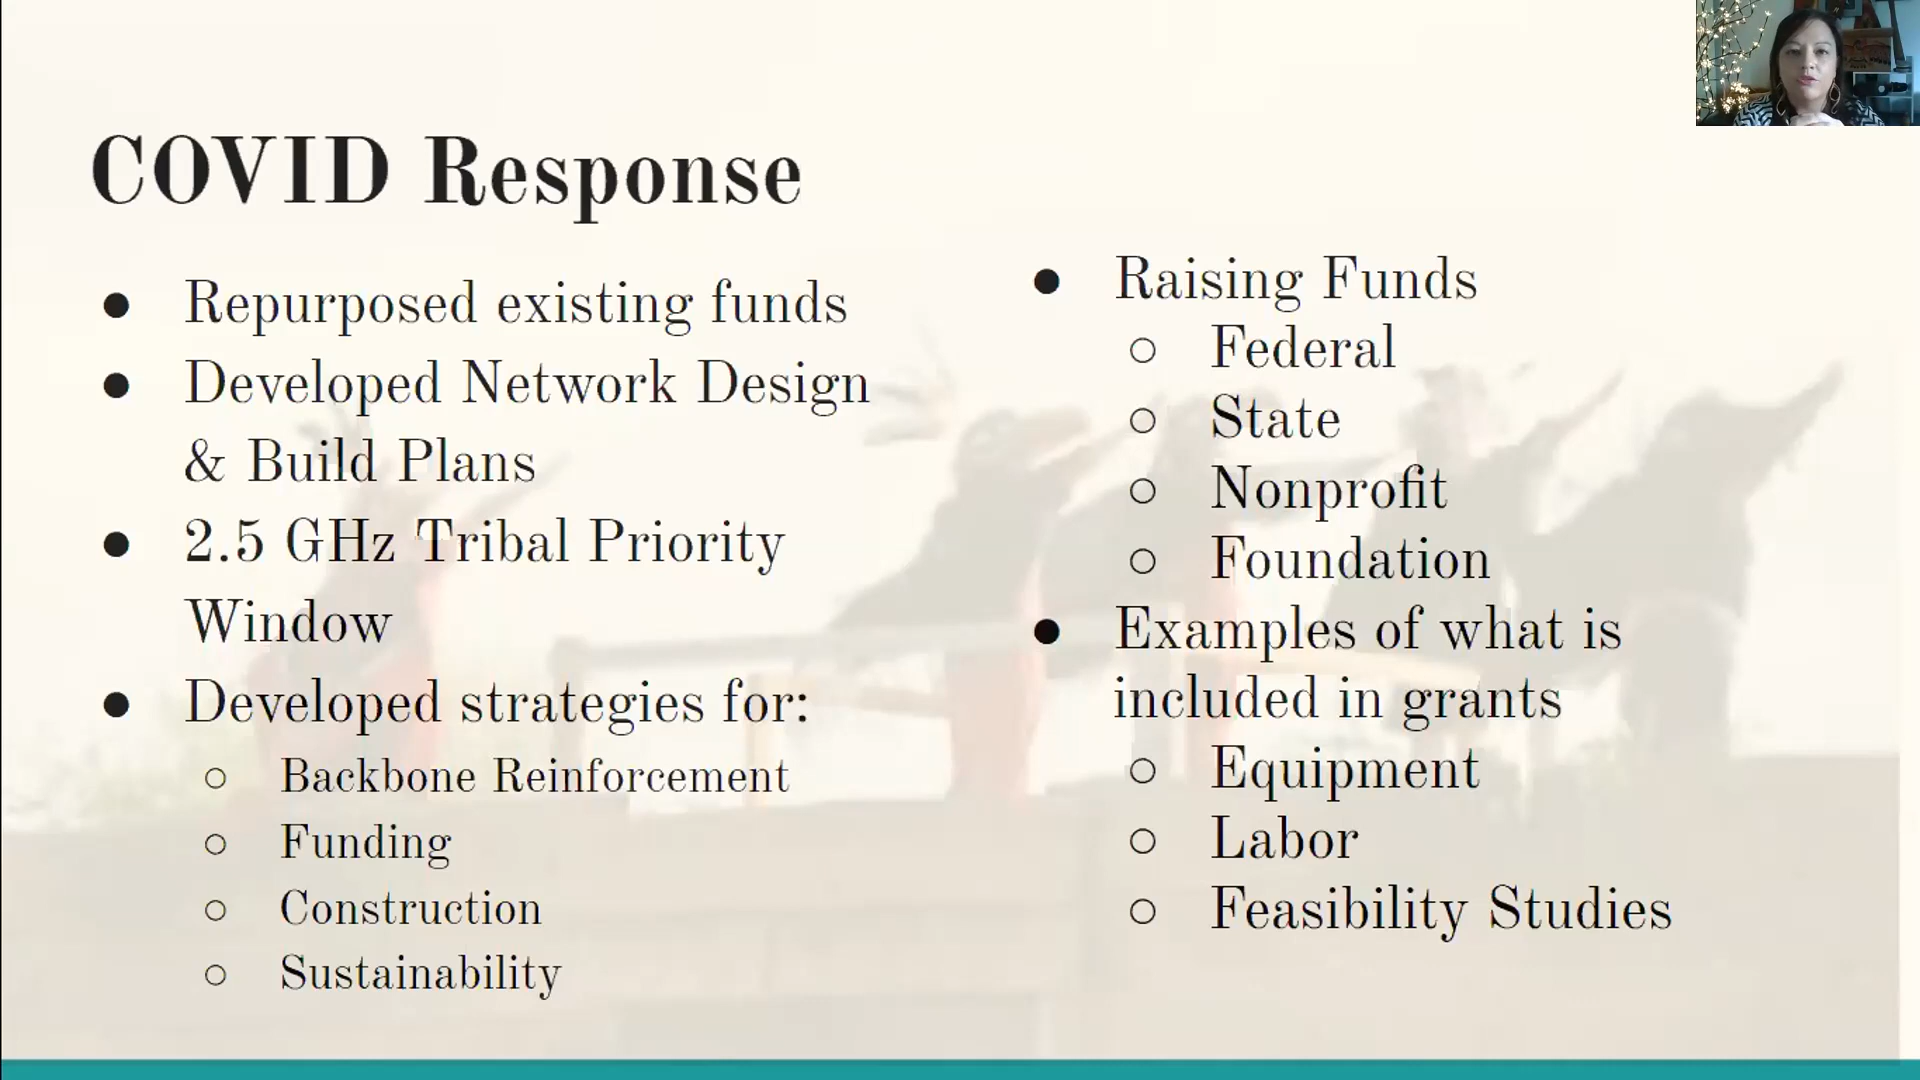 COVID Response
● Repurposed existing funds
● Developed Network Design
& Build Plans
● 2.5 GHz Tribal Priority
Window
● Developed strategies for:
○ Backbone Reinforcement
○ Funding
○ Construction
○ Sustainability
● Raising Funds
○ Federal
○ State
○ Nonprofit
○ Foundation
● Examples of what is
included in grants
○ Equipment
○ Labor
○ Feasibility Studies